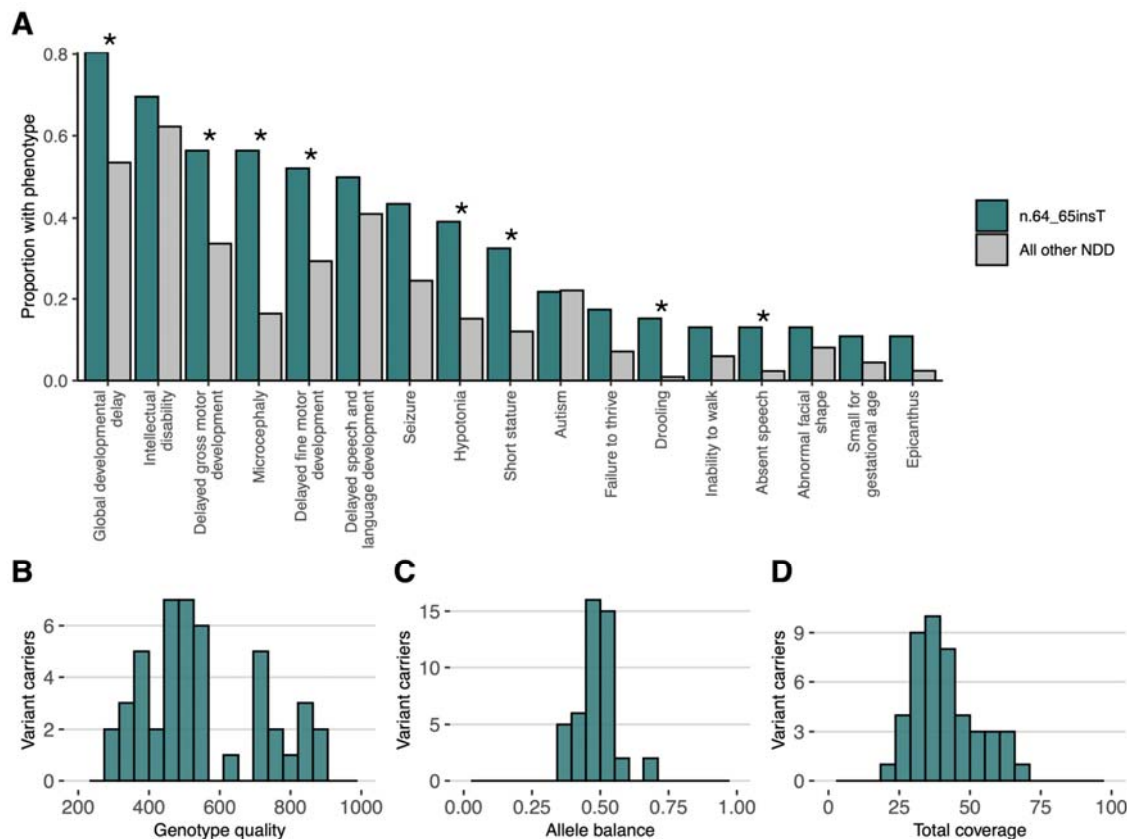 A
Proportion with phenotype
0.8
0.6
0.4
0.2
0.0
*
*
*
*
*
*
*
*
n.64_65insT
All other NDD
Global developmental
delay
Intellectual
disability
Delayed gross motor
development
Microcephaly
Delayed fine motor
development
Delayed speech and
language development
Seizure
Hypotonia
Short stature
Autism
Failure to thrive
Drooling
Inability to walk
Absent speech
Abnormal facial
shape
Small for
gestational age
Epicanthus
B
Variant carriers
6
4
2
0
200 400 600 800 1000
Genotype quality
C
Variant carriers
15
10
5
0
0.00 0.25 0.50 0.75 1.00
Allele balance
D
Variant carriers
9
6
3
0
0 25 50 75 100
Total coverage